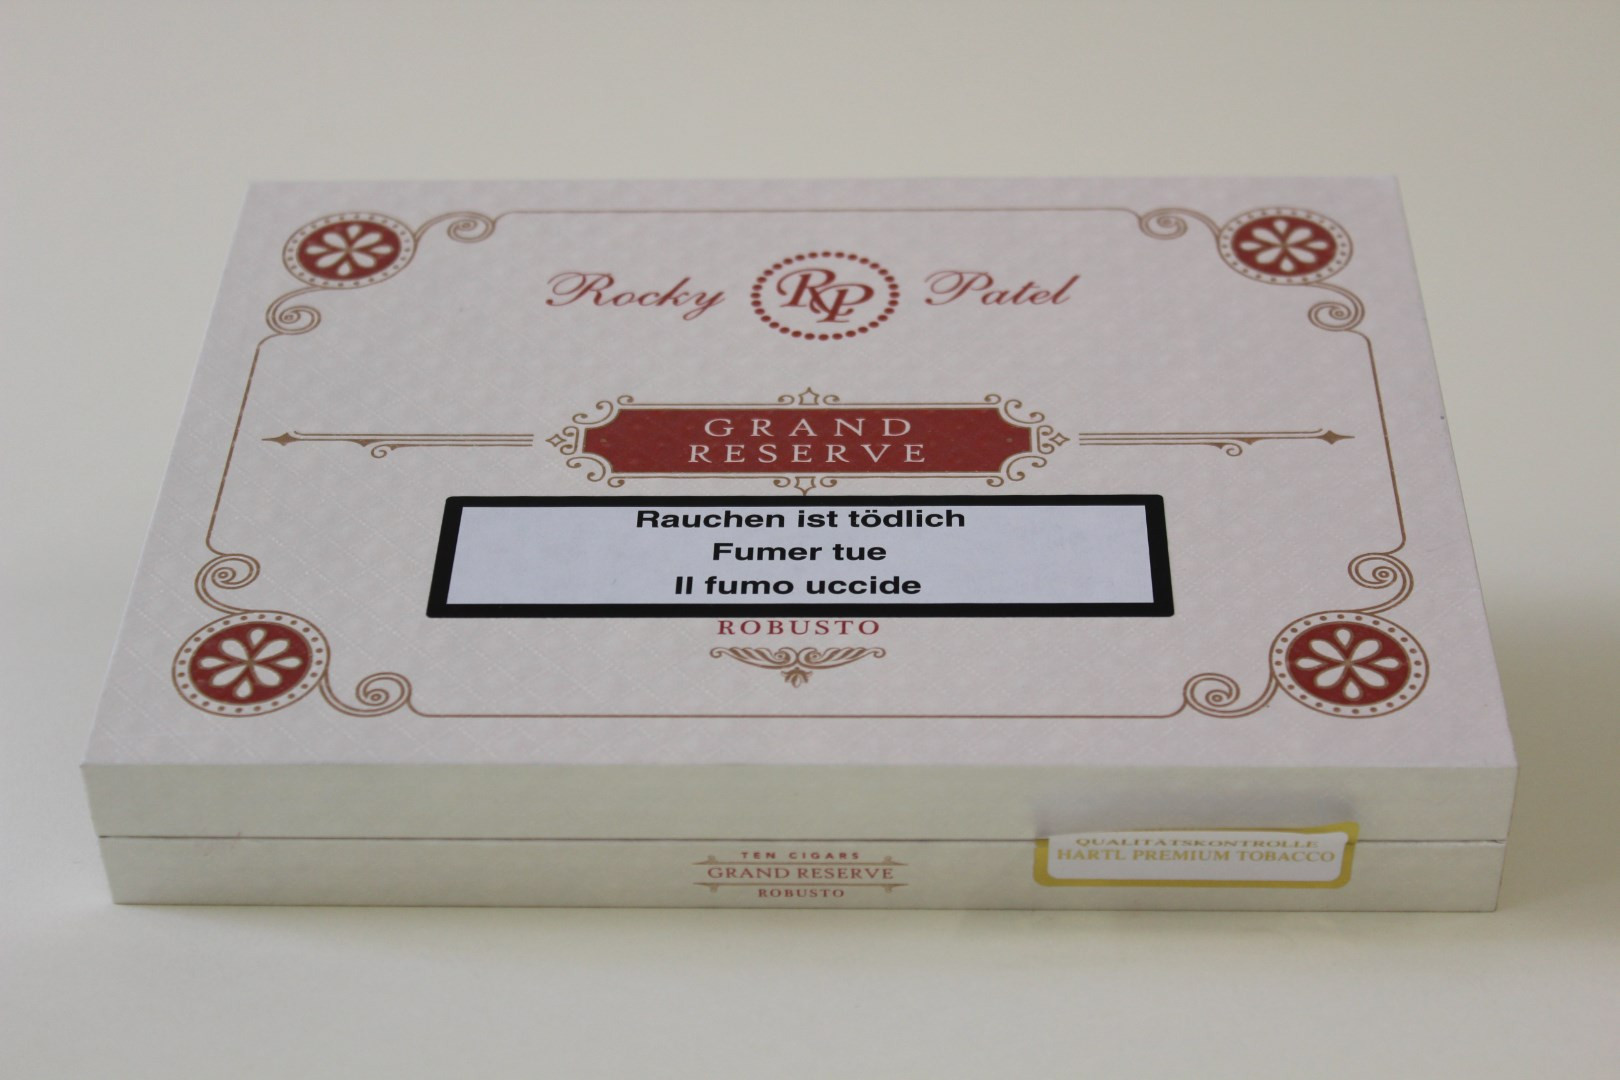 Rocky RP Patel
GRAND
RESERVE
Rauchen ist tödlich
Fumer tue
Il fumo uccide
ROBUSTO
TEN CIGARS
GRAND RESERVE
ROBUSTO
QUALITÄTSKONTROLLE
HARTL PREMIUM TOBACCO